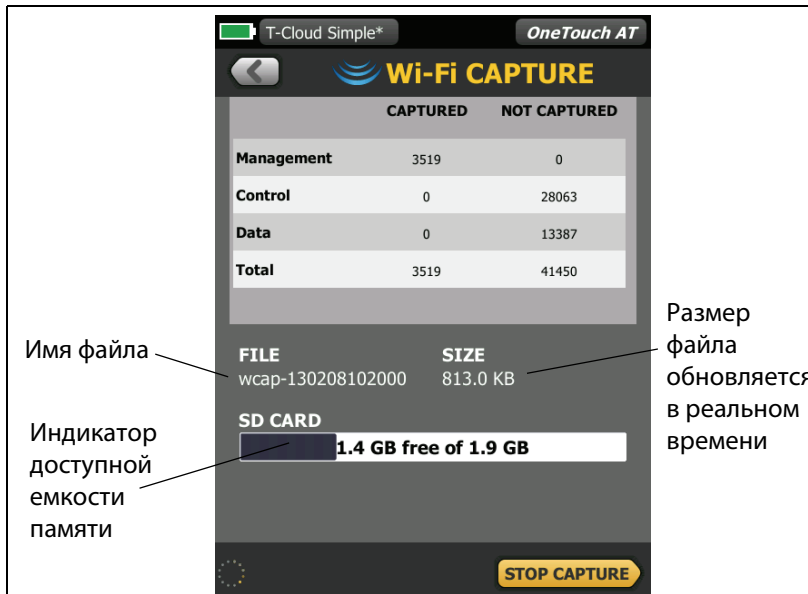 T-Cloud Simple* OneTouch AT
Wi-Fi CAPTURE
CAPTURED NOT CAPTURED
Management 3519 0
Control 0 28063
Data 0 13387
Total 3519 41450
Имя файла
FILE SIZE
wcap-130208102000 813.0 KB
Размер
файла
обновляется
в реальном
времени
SD CARD
1.4 GB free of 1.9 GB
Индикатор
доступной
емкости
памяти
STOP CAPTURE